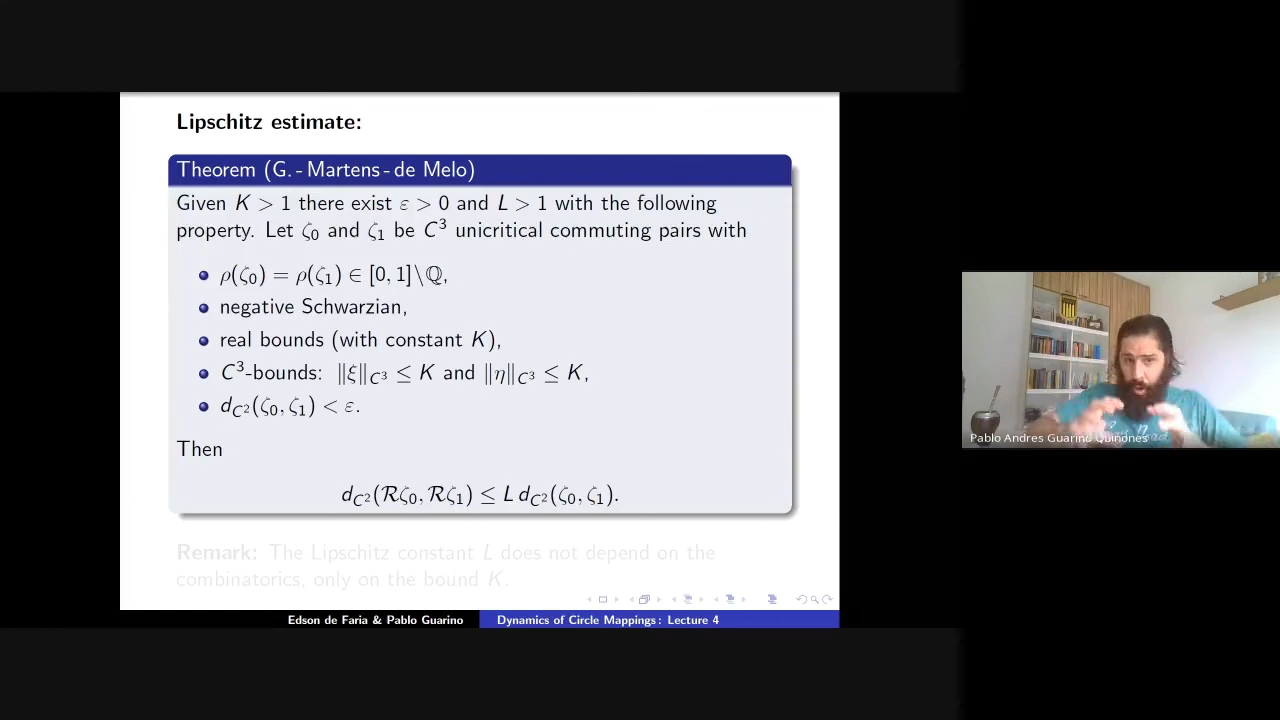 Lipschitz estimate:
Theorem (G. - Martens - de Melo)
Given K > 1 there exist ε > 0 and L > 1 with the following
property. Let ζ₀ and ζ₁ be C³ unicritical commuting pairs with
ρ(ζ₀) = ρ(ζ₁) ∈ [0, 1]\ℚ,
negative Schwarzian,
real bounds (with constant K),
C³-bounds: ‖ξ‖_{C³} ≤ K and ‖η‖_{C³} ≤ K,
d_{C²}(ζ₀, ζ₁) < ε.
Then
d_{C²}(ℛζ₀, ℛζ₁) ≤ L d_{C²}(ζ₀, ζ₁).
Remark: The Lipschitz constant L does not depend on the
combinatorics, only on the bound K.
Edson de Faria & Pablo Guarino
Dynamics of Circle Mappings: Lecture 4
Pablo Andres Guarino Quinones